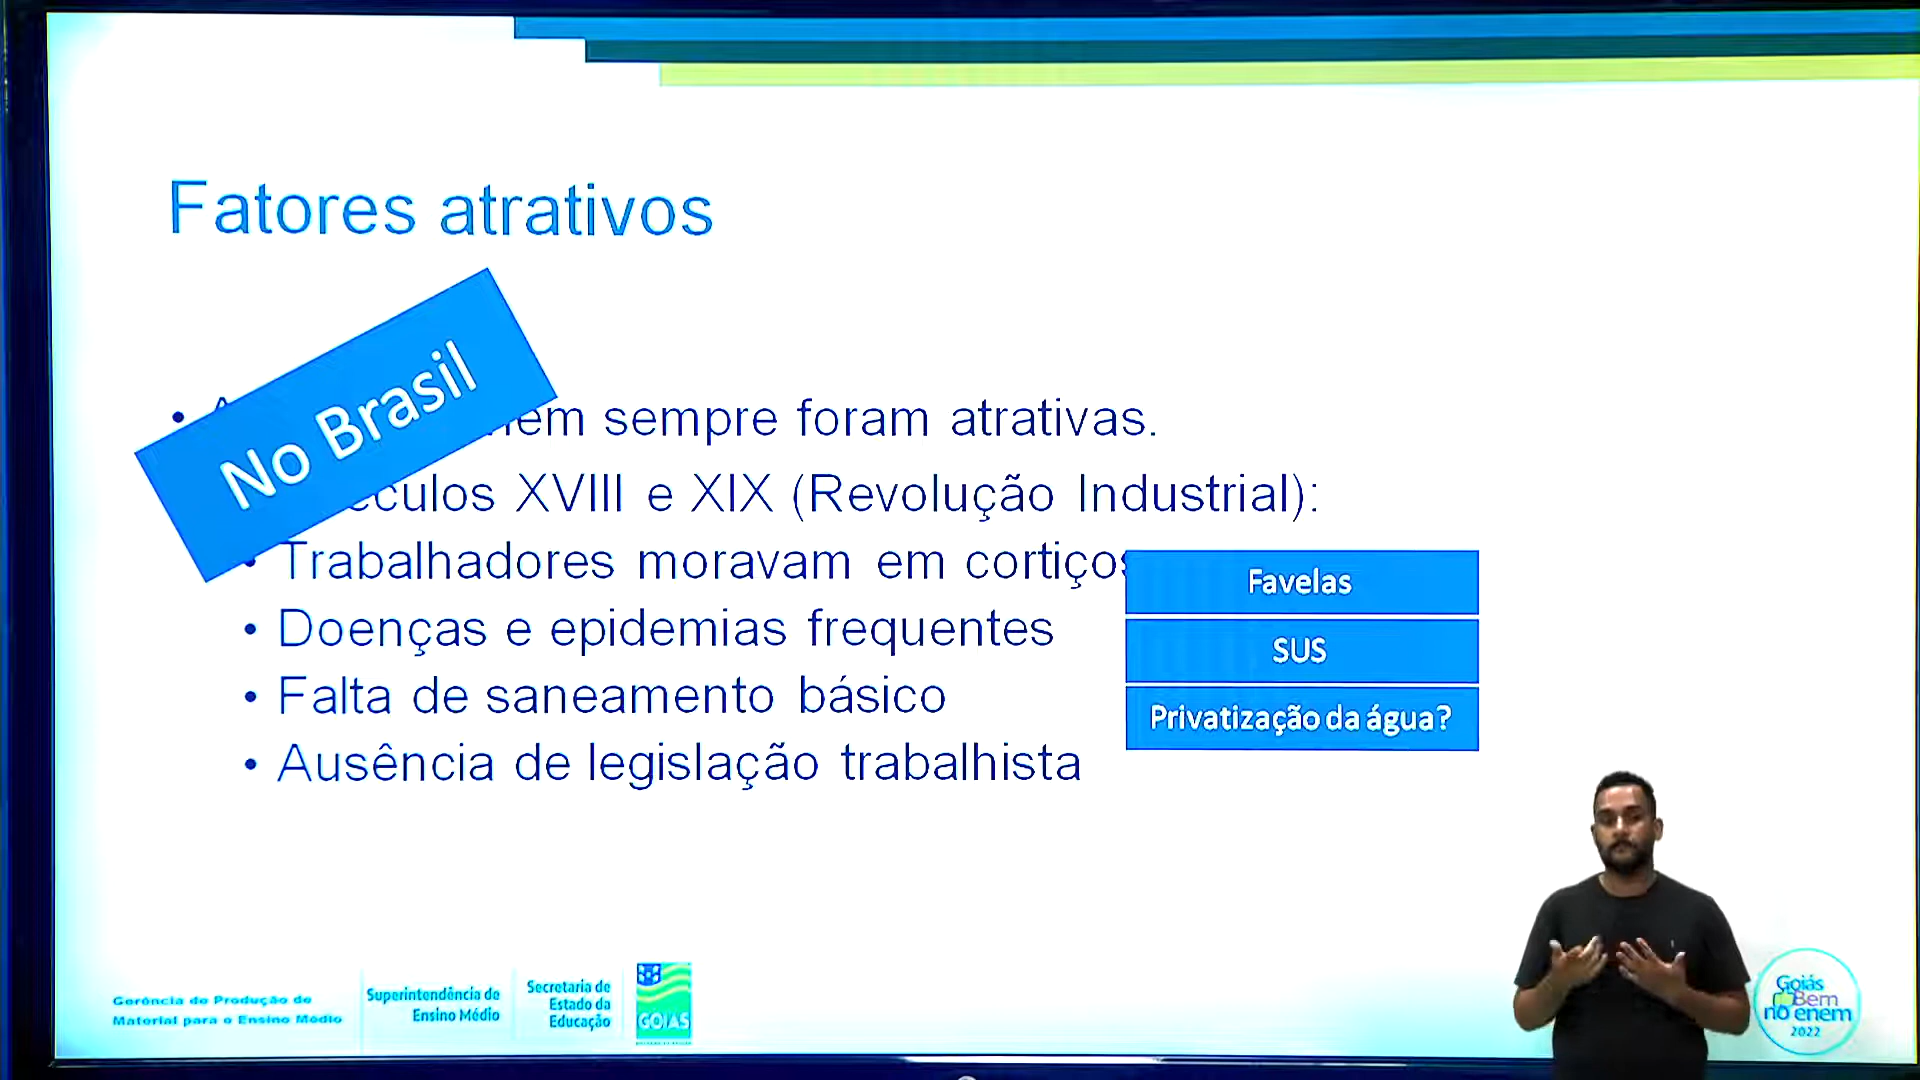 Fatores atrativos
No Brasil
sempre foram atrativas.
XVIII e XIX (Revolução Industrial):
• Trabalhadores moravam em cortiços
Favelas
• Doenças e epidemias frequentes
SUS
• Falta de saneamento básico
Privatização da água?
• Ausência de legislação trabalhista
Gerência de Produção de
Material para o Ensino Médio
Superintendência de
Ensino Médio
Secretaria de
Estado da
Educação
GOIÁS
Goiás
Bem
no enem
2022